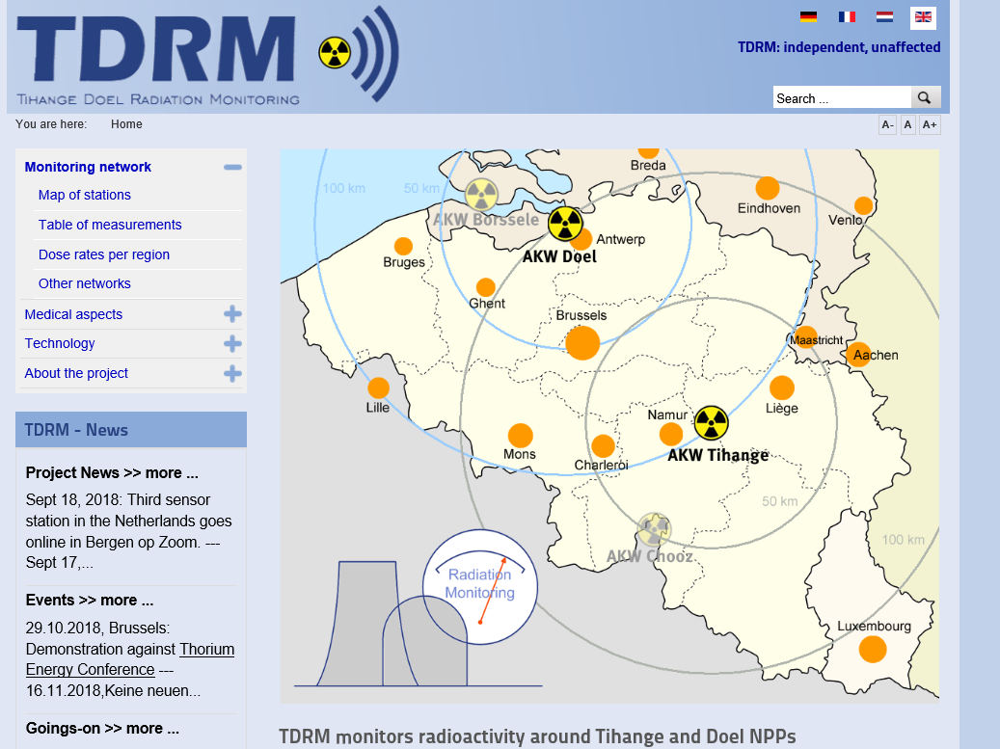 TDRM
Tihange Doel Radiation Monitoring
TDRM: independent, unaffected
Search ...
You are here: Home
A- A A+
Monitoring network
Map of stations
Table of measurements
Dose rates per region
Other networks
Medical aspects
Technology
About the project
TDRM - News
Project News >> more ...
Sept 18, 2018: Third sensor
station in the Netherlands goes
online in Bergen op Zoom. ---
Sept 17,...
Events >> more ...
29.10.2018, Brussels:
Demonstration against Thorium
Energy Conference ---
16.11.2018,Keine neuen...
Goings-on >> more ...
Breda
100 km
50 km
Eindhoven
AKW Borssele
Venlo
Antwerp
AKW Doel
Bruges
Ghent
Brussels
Maastricht
Aachen
Lille
Liège
Namur
Mons
AKW Tihange
Charleroi
50 km
100 km
AKW Chooz
Radiation
Monitoring
Luxembourg
TDRM monitors radioactivity around Tihange and Doel NPPs